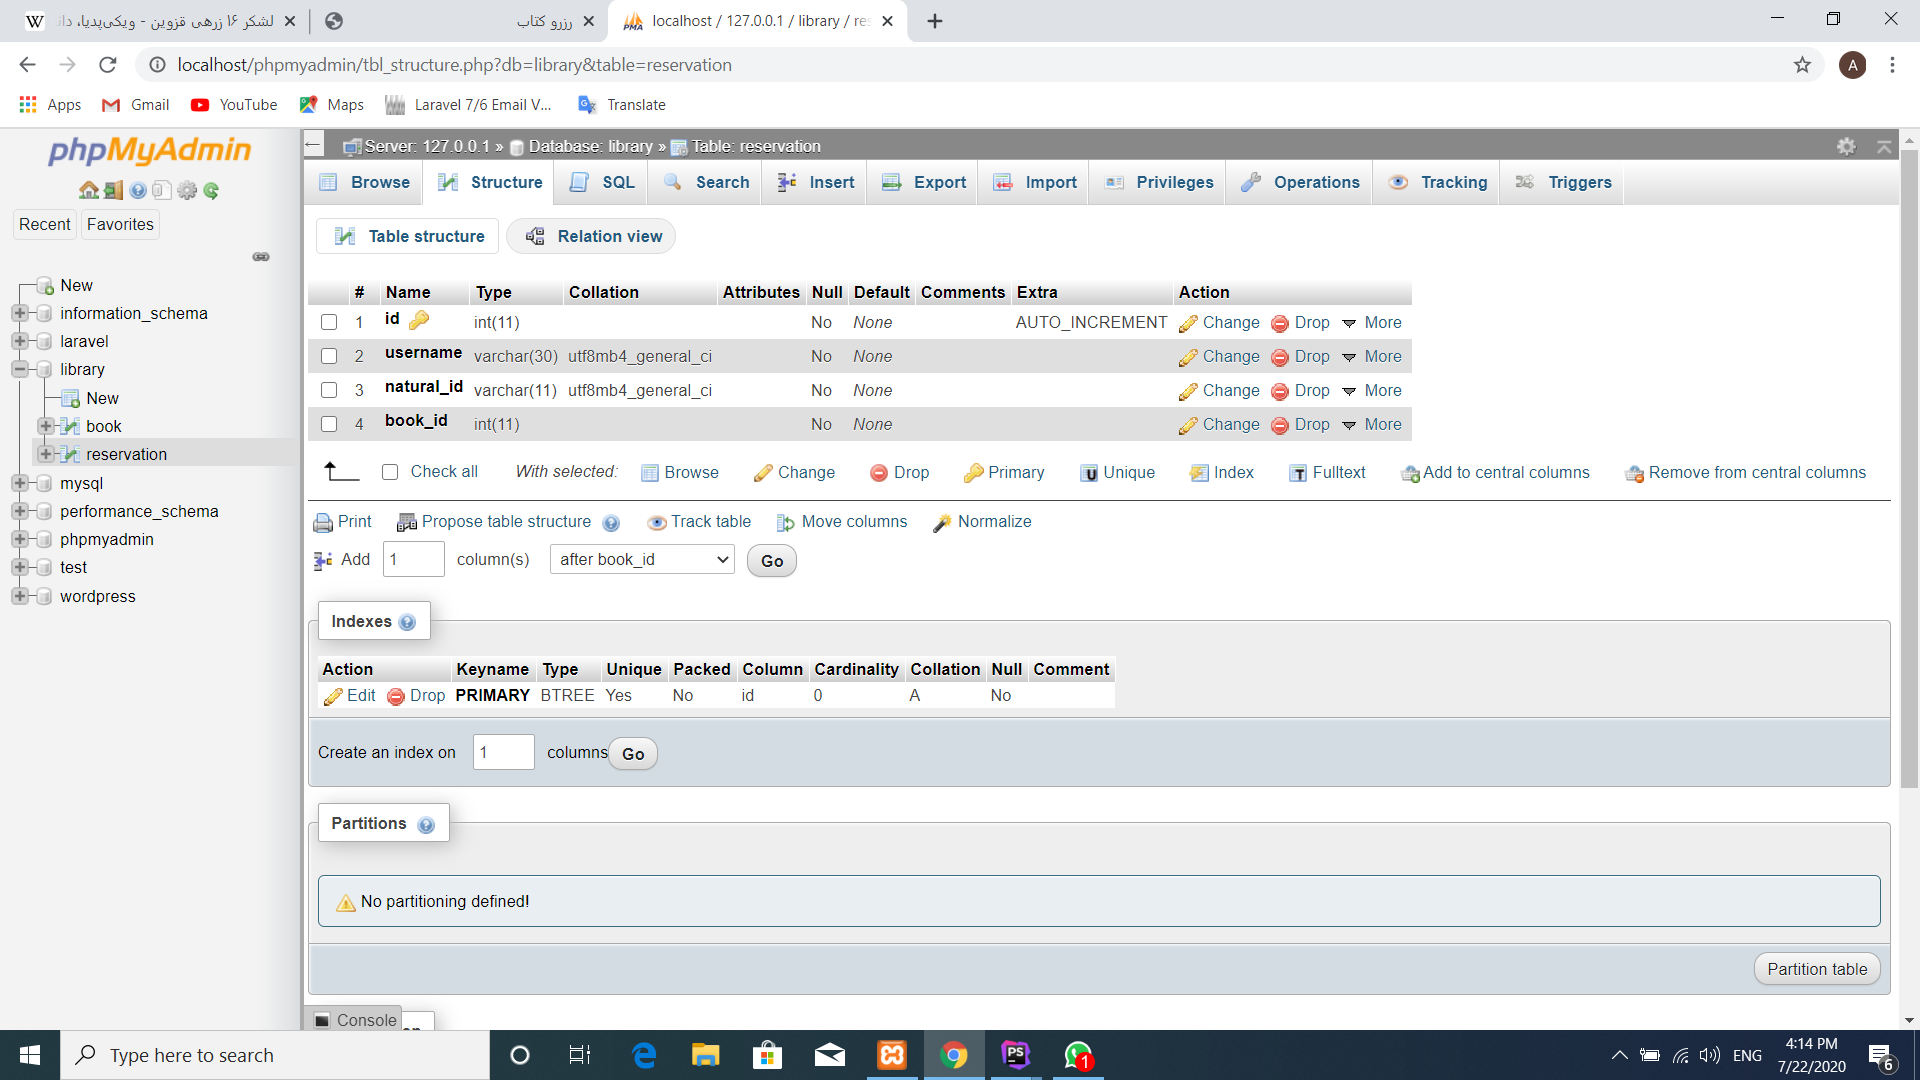 لشکر ۱۶ زرهی قزوین - ویکی‌پدیا، دان
رزرو کتاب
localhost / 127.0.0.1 / library / res
localhost/phpmyadmin/tbl_structure.php?db=library&table=reservation
A
Apps Gmail YouTube Maps Laravel 7/6 Email V... Translate
phpMyAdmin
Recent Favorites
New
information_schema
laravel
library
New
book
reservation
mysql
performance_schema
phpmyadmin
test
wordpress
Server: 127.0.0.1 » Database: library » Table: reservation
Browse Structure SQL Search Insert Export Import Privileges Operations Tracking Triggers
Table structure Relation view
# Name Type Collation Attributes Null Default Comments Extra Action
1 id int(11) No None AUTO_INCREMENT Change Drop More
2 username varchar(30) utf8mb4_general_ci No None Change Drop More
3 natural_id varchar(11) utf8mb4_general_ci No None Change Drop More
4 book_id int(11) No None Change Drop More
Check all With selected: Browse Change Drop Primary Unique Index Fulltext Add to central columns Remove from central columns
Print Propose table structure Track table Move columns Normalize
Add 1 column(s) after book_id Go
Indexes
Action Keyname Type Unique Packed Column Cardinality Collation Null Comment
Edit Drop PRIMARY BTREE Yes No id 0 A No
Create an index on 1 columns Go
Partitions
No partitioning defined!
Partition table
Console
Type here to search
ENG
4:14 PM
7/22/2020
1
6